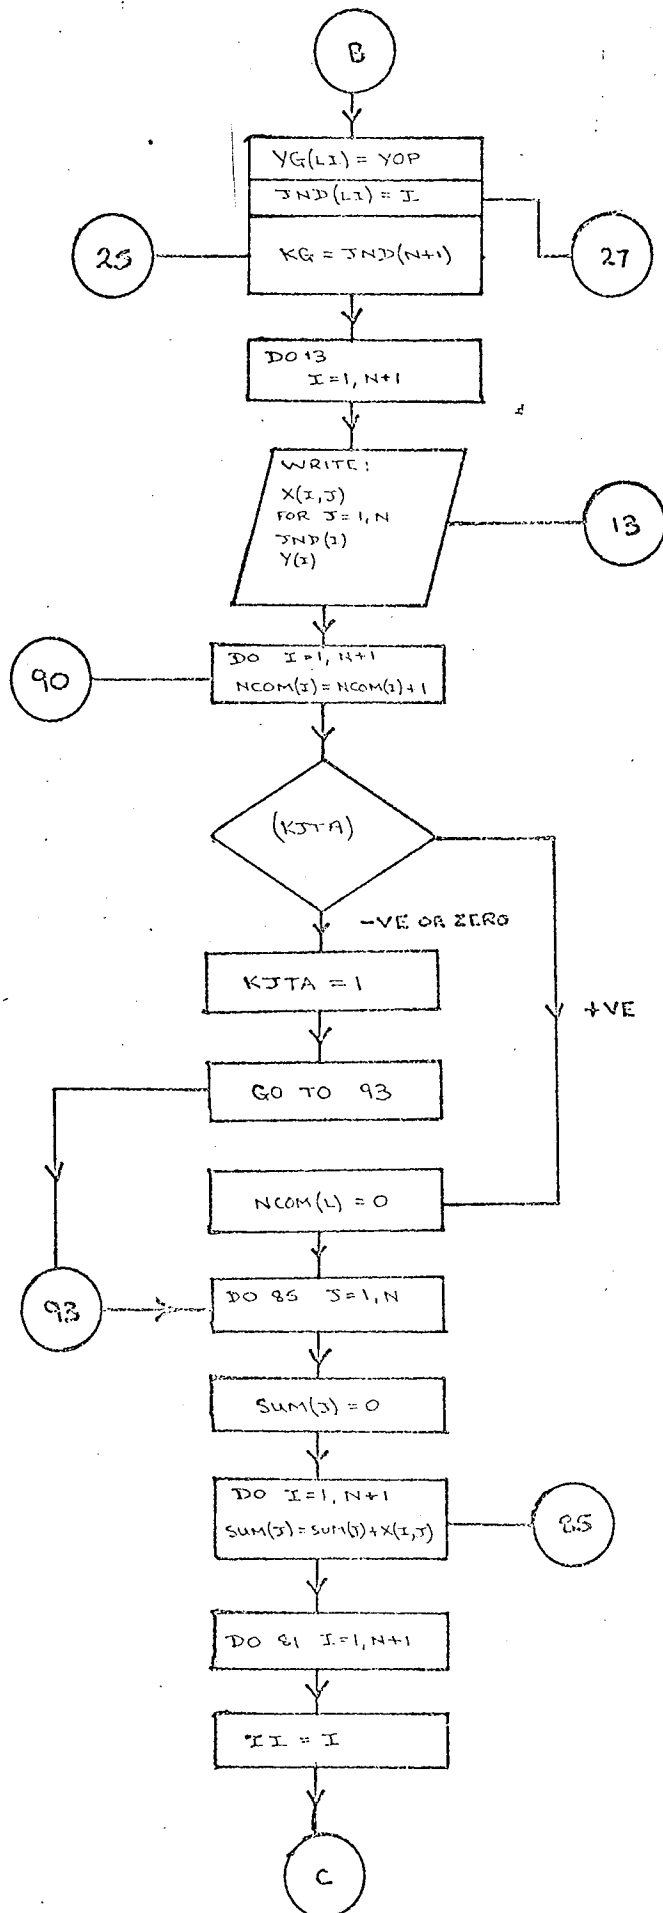 B
YG(LI) = YOP
JND(LI) = I
25
KG = JND(N+1)
27
DO 13
I=1, N+1
WRITE:
X(I,J)
FOR J=1, N
JND(I)
Y(I)
13
90
DO I=1, N+1
NCOM(I)=NCOM(I)+1
(KJTA)
-VE OR ZERO
KJTA = 1
+VE
GO TO 93
NCOM(L) = 0
93
DO 85 J=1, N
SUM(J) = 0
DO I=1, N+1
SUM(J)=SUM(J)+X(I,J)
85
DO 81 I=1, N+1
II = I
C